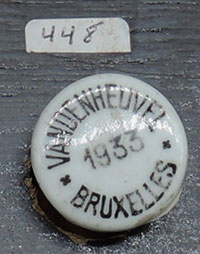 448
VANDENHEUVEL
1933
* BRUXELLES *